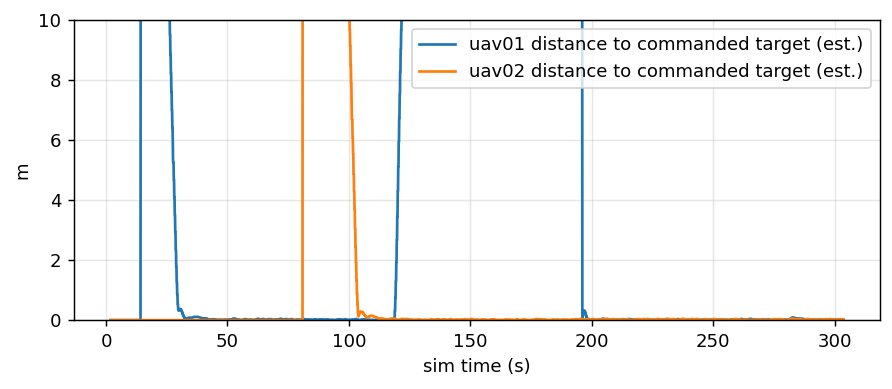 10
8
6
4
2
0
m
uav01 distance to commanded target (est.)
uav02 distance to commanded target (est.)
0 50 100 150 200 250 300
sim time (s)